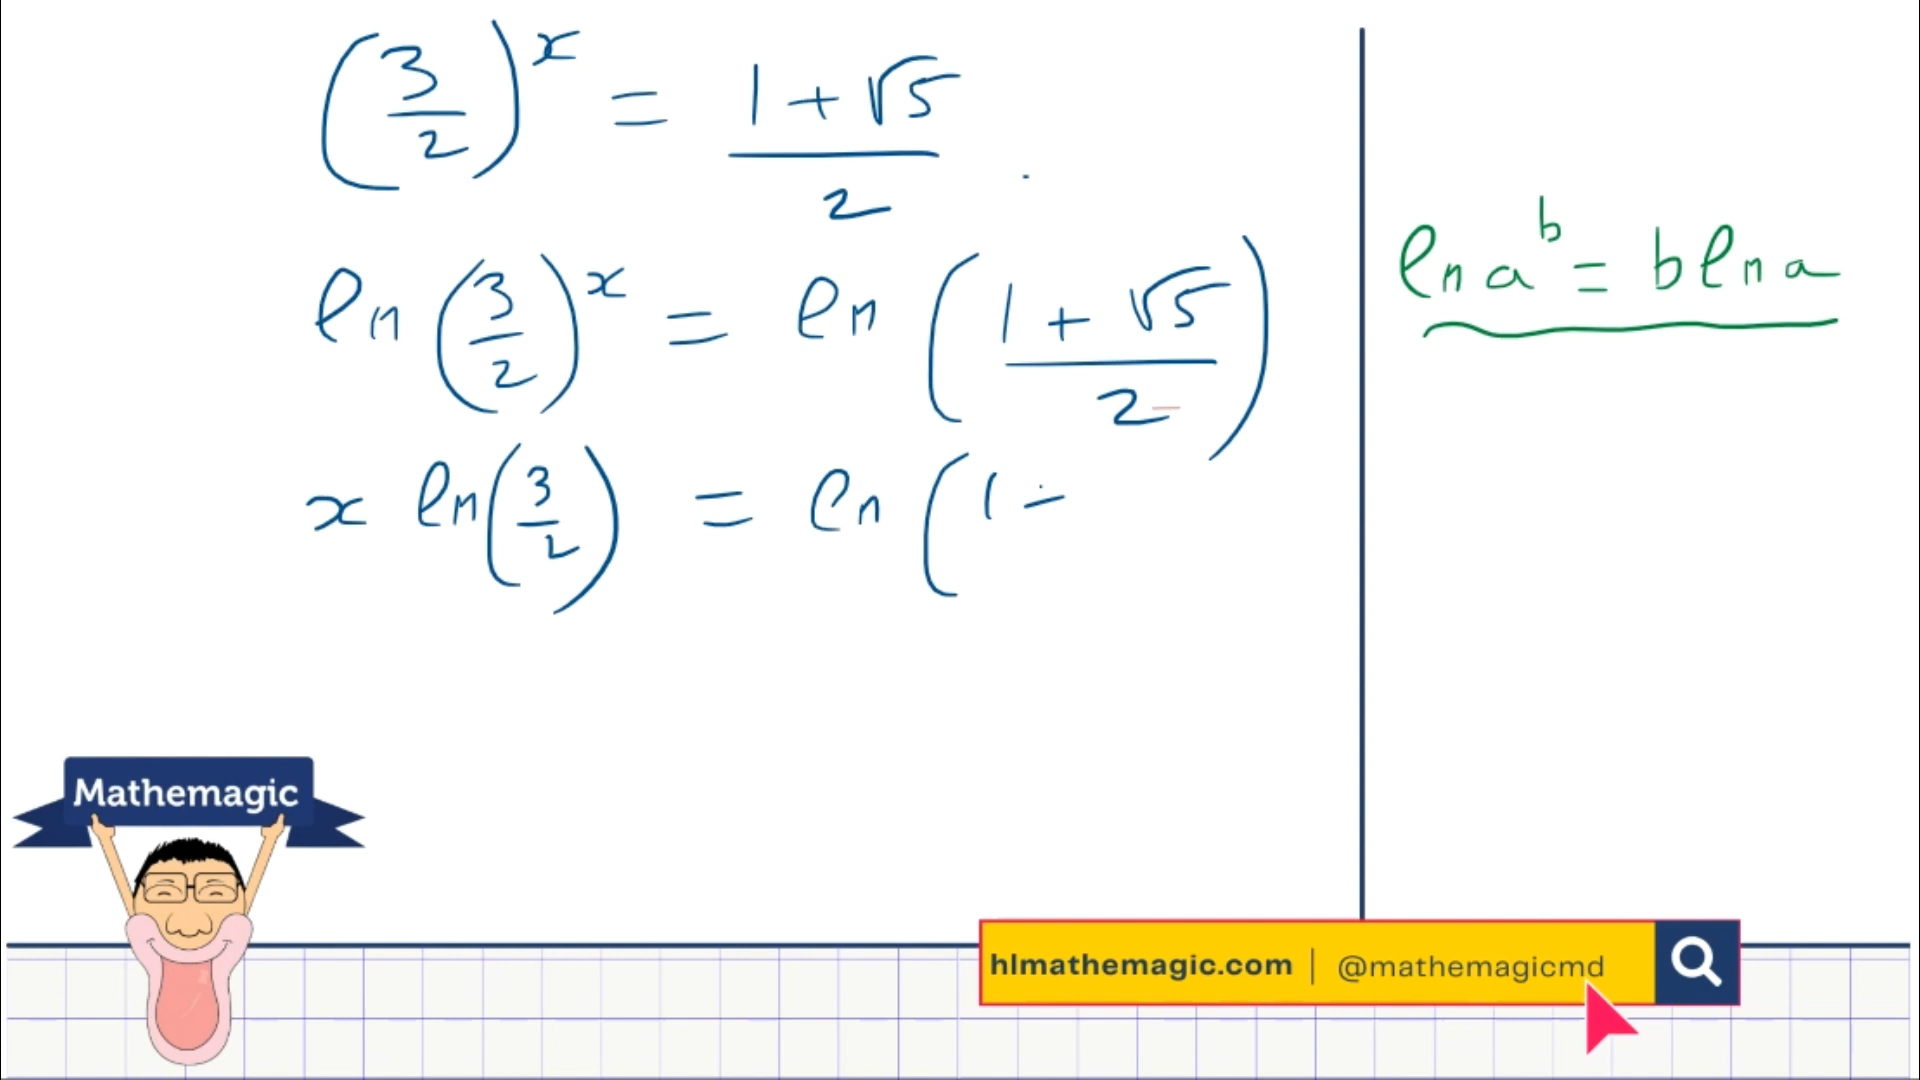 (3/2)^x = (1 + √5)/2 .
ln (3/2)^x = ln ((1 + √5)/2)
x ln(3/2) = ln (1 -
ln a^b = b ln a
Mathemagic
hlmathemagic.com | @mathemagicmd